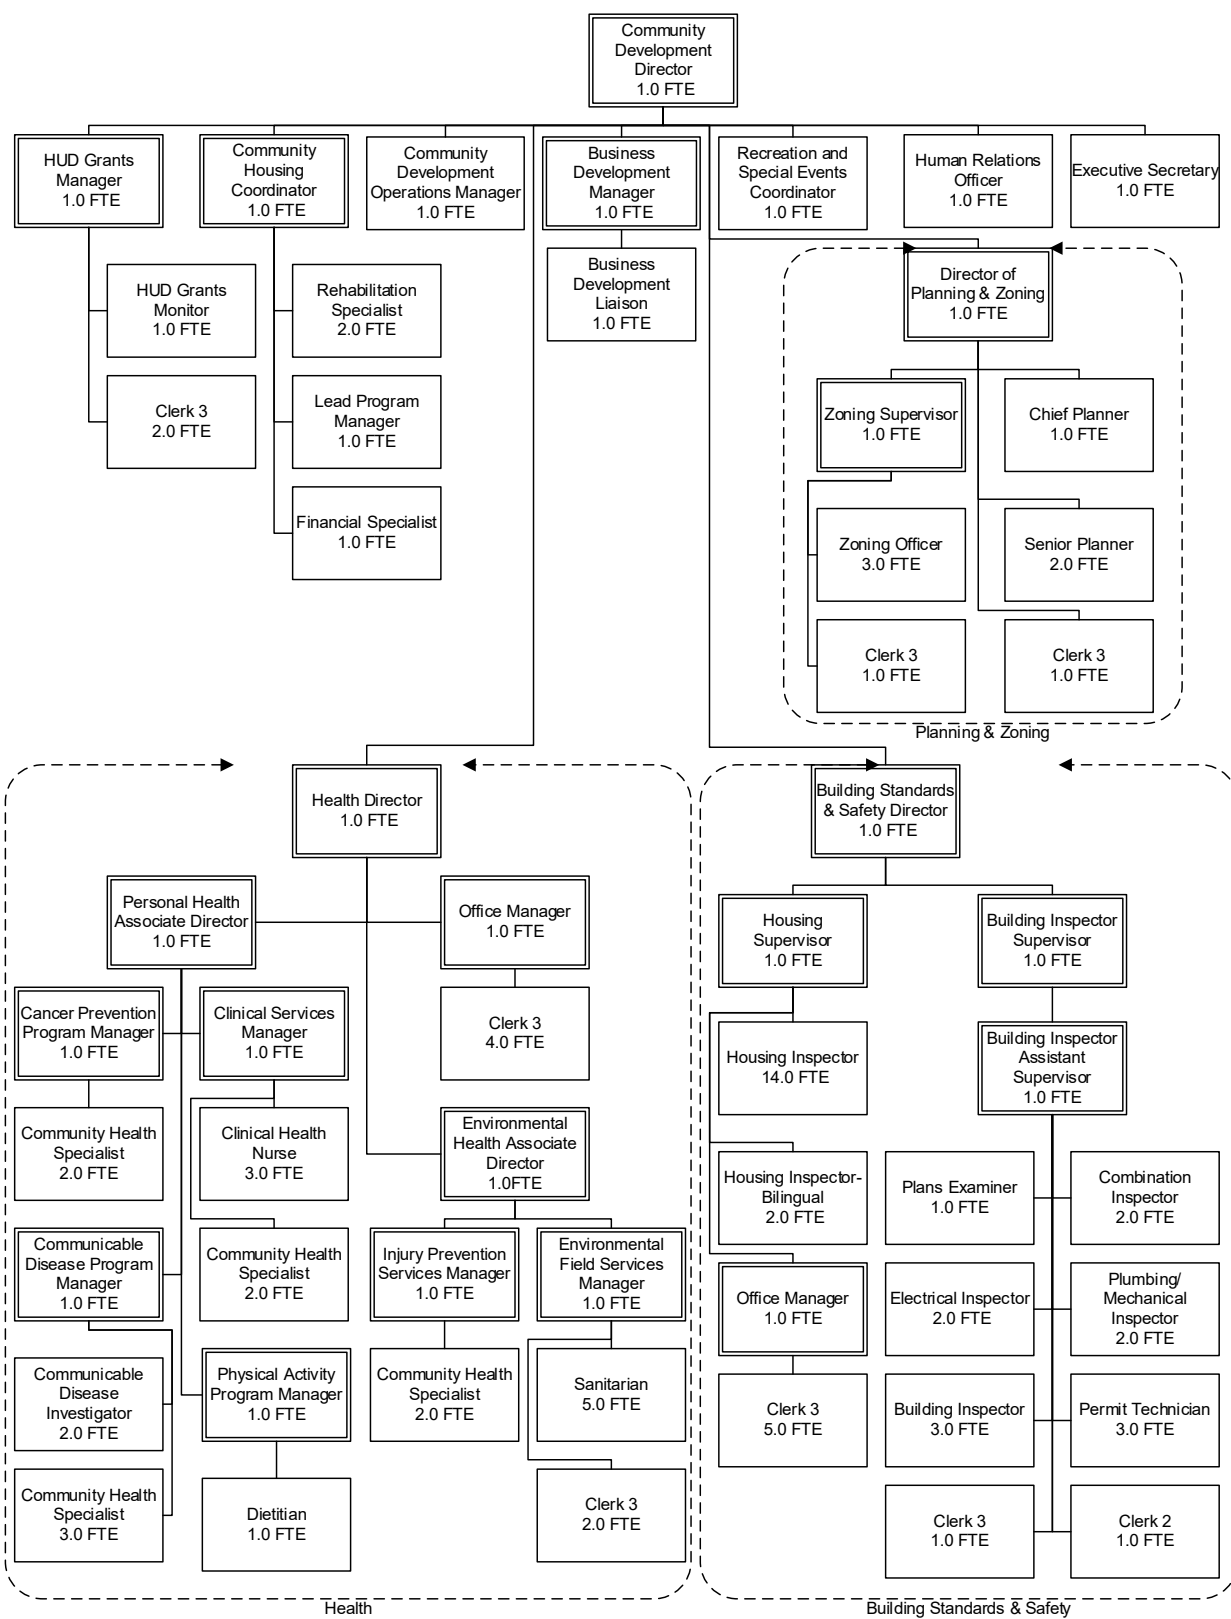 Community
Development
Director
1.0 FTE
HUD Grants
Manager
1.0 FTE
Community
Housing
Coordinator
1.0 FTE
Community
Development
Operations Manager
1.0 FTE
Business
Development
Manager
1.0 FTE
Recreation and
Special Events
Coordinator
1.0 FTE
Human Relations
Officer
1.0 FTE
Executive Secretary
1.0 FTE
HUD Grants
Monitor
1.0 FTE
Clerk 3
2.0 FTE
Rehabilitation
Specialist
2.0 FTE
Lead Program
Manager
1.0 FTE
Financial Specialist
1.0 FTE
Business
Development
Liaison
1.0 FTE
Director of
Planning & Zoning
1.0 FTE
Zoning Supervisor
1.0 FTE
Chief Planner
1.0 FTE
Zoning Officer
3.0 FTE
Senior Planner
2.0 FTE
Clerk 3
1.0 FTE
Clerk 3
1.0 FTE
Planning & Zoning
Health Director
1.0 FTE
Personal Health
Associate Director
1.0 FTE
Office Manager
1.0 FTE
Cancer Prevention
Program Manager
1.0 FTE
Clinical Services
Manager
1.0 FTE
Clerk 3
4.0 FTE
Community Health
Specialist
2.0 FTE
Clinical Health
Nurse
3.0 FTE
Environmental
Health Associate
Director
1.0FTE
Communicable
Disease Program
Manager
1.0 FTE
Community Health
Specialist
2.0 FTE
Injury Prevention
Services Manager
1.0 FTE
Environmental
Field Services
Manager
1.0 FTE
Communicable
Disease
Investigator
2.0 FTE
Physical Activity
Program Manager
1.0 FTE
Community Health
Specialist
2.0 FTE
Sanitarian
5.0 FTE
Community Health
Specialist
3.0 FTE
Dietitian
1.0 FTE
Clerk 3
2.0 FTE
Health
Building Standards
& Safety Director
1.0 FTE
Housing
Supervisor
1.0 FTE
Building Inspector
Supervisor
1.0 FTE
Housing Inspector
14.0 FTE
Building Inspector
Assistant
Supervisor
1.0 FTE
Housing Inspector-
Bilingual
2.0 FTE
Plans Examiner
1.0 FTE
Combination
Inspector
2.0 FTE
Office Manager
1.0 FTE
Electrical Inspector
2.0 FTE
Plumbing/
Mechanical
Inspector
2.0 FTE
Clerk 3
5.0 FTE
Building Inspector
3.0 FTE
Permit Technician
3.0 FTE
Clerk 3
1.0 FTE
Clerk 2
1.0 FTE
Building Standards & Safety